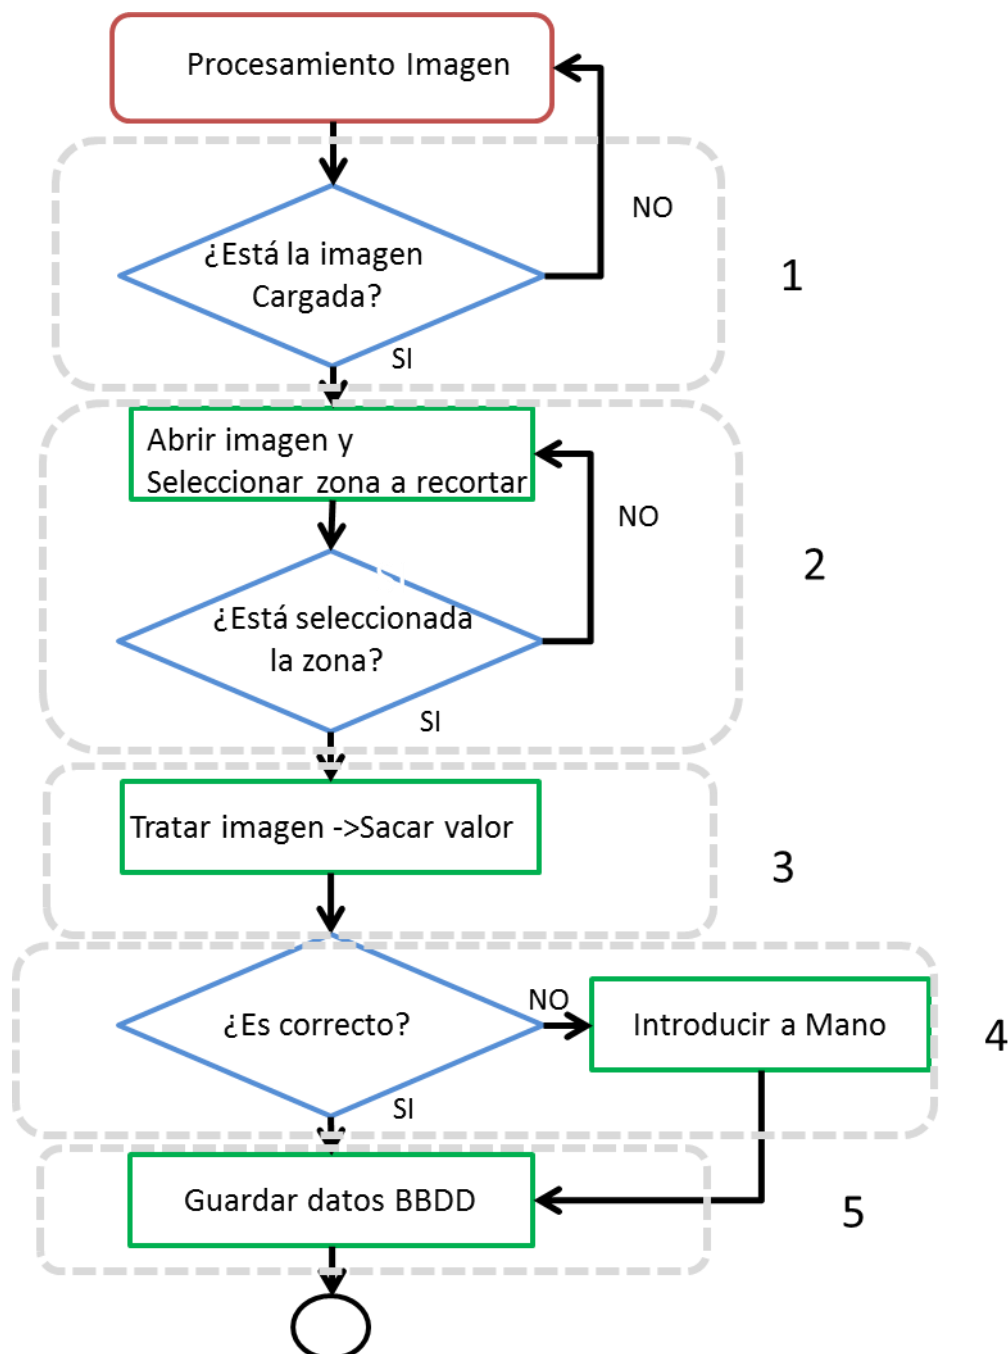 Procesamiento Imagen
NO
¿Está la imagen
Cargada?
1
SI
Abrir imagen y
Seleccionar zona a recortar
NO
2
¿Está seleccionada
la zona?
SI
Tratar imagen ->Sacar valor
3
NO
¿Es correcto?
Introducir a Mano
4
SI
Guardar datos BBDD
5